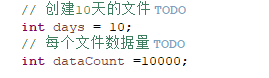 // 创建10天的文件 TODO
int days = 10;
// 每个文件数据量 TODO
int dataCount =10000;